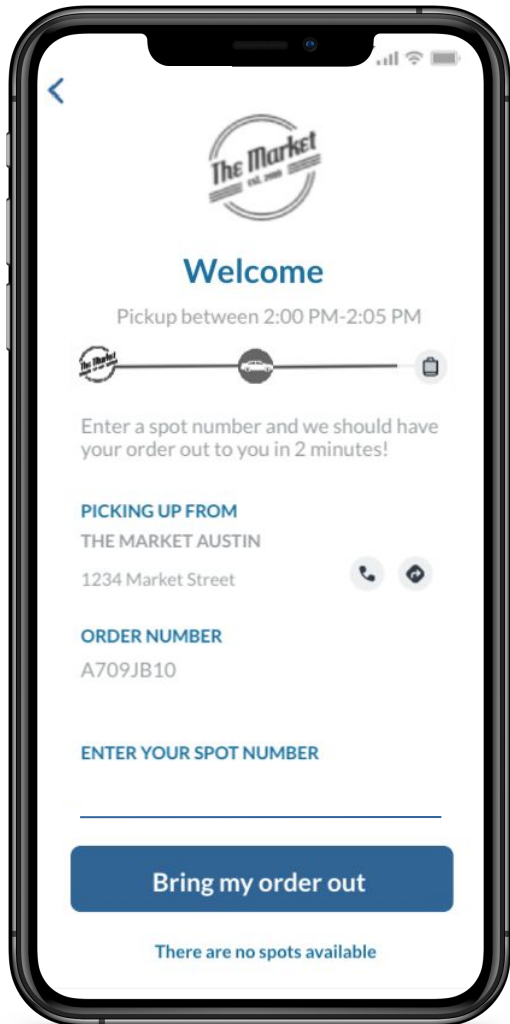 The Market
est. 2009
Welcome
Pickup between 2:00 PM-2:05 PM
The Market
Enter a spot number and we should have
your order out to you in 2 minutes!
PICKING UP FROM
THE MARKET AUSTIN
1234 Market Street
ORDER NUMBER
A709JB10
ENTER YOUR SPOT NUMBER
Bring my order out
There are no spots available